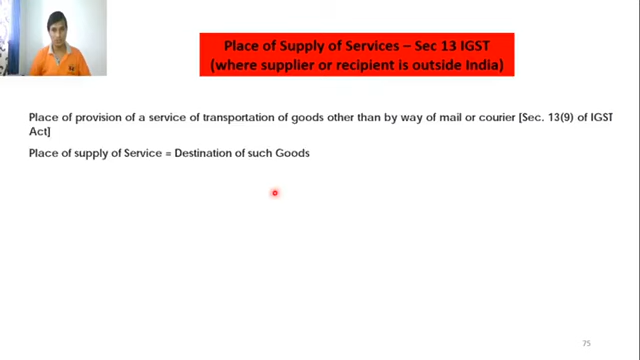 Place of Supply of Services – Sec 13 IGST
(where supplier or recipient is outside India)
Place of provision of a service of transportation of goods other than by way of mail or courier [Sec. 13(9) of IGST
Act]
Place of supply of Service = Destination of such Goods
75